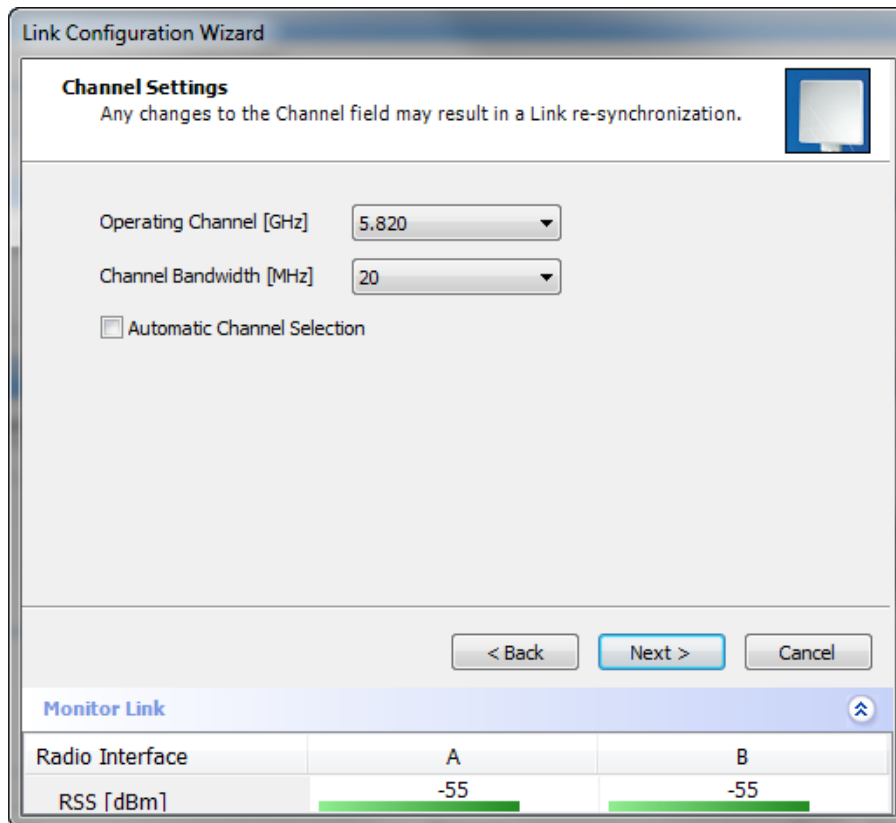 Link Configuration Wizard
Channel Settings
Any changes to the Channel field may result in a Link re-synchronization.
Operating Channel [GHz] 5.820
Channel Bandwidth [MHz] 20
Automatic Channel Selection
< Back Next > Cancel
Monitor Link
Radio Interface A B
RSS [dBm] -55 -55